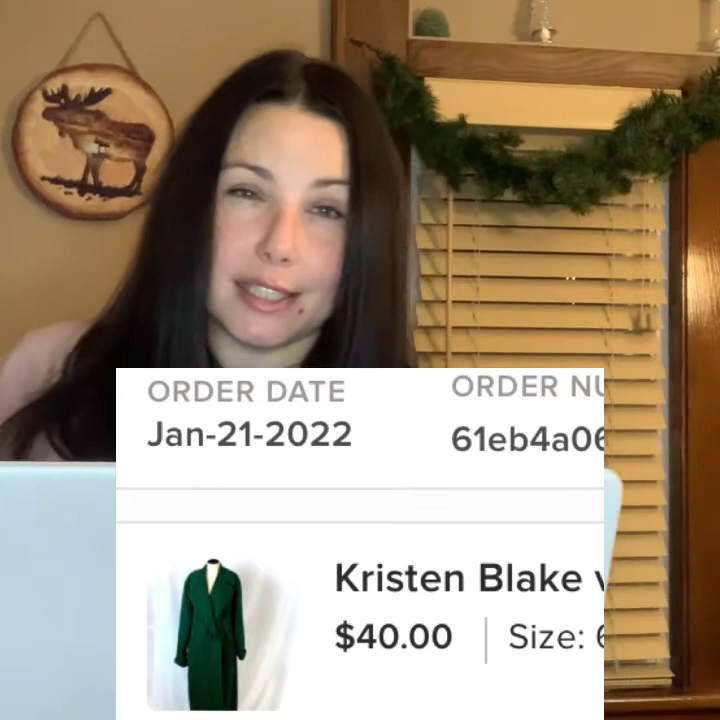 ORDER DATE
Jan-21-2022
ORDER NU
61eb4a06
Kristen Blake
$40.00
Size: